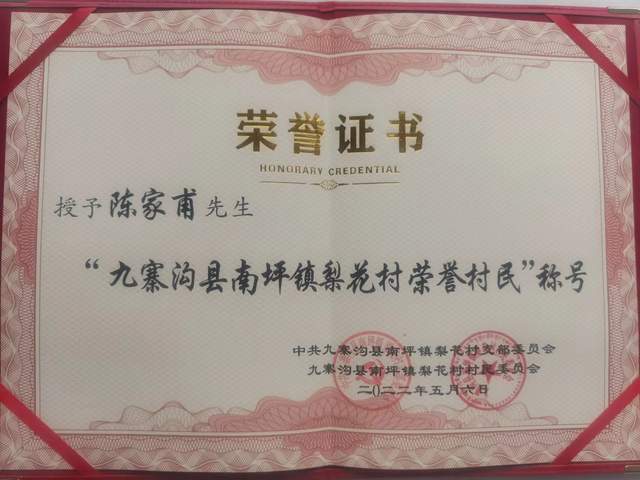 荣誉证书
HONORARY CREDENTIAL
授予陈家甫先生
“九寨沟县南坪镇梨花村荣誉村民”称号
中共九寨沟县南坪镇梨花村支部委员会
九寨沟县南坪镇梨花村村民委员会
二〇二二年五月六日